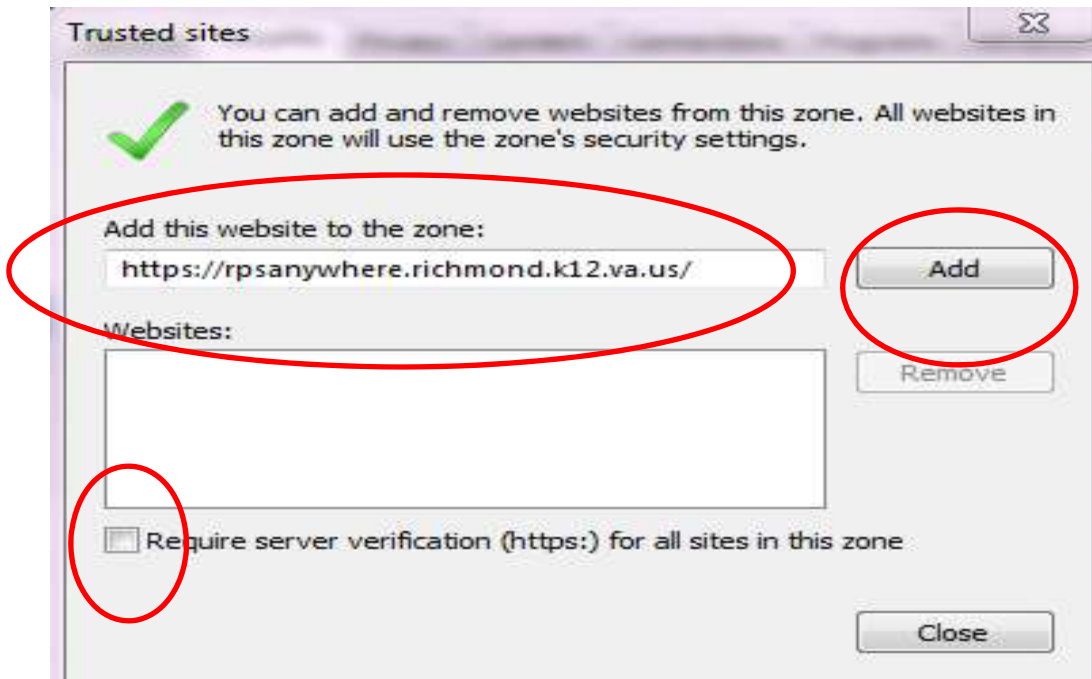 Trusted sites
You can add and remove websites from this zone. All websites in
this zone will use the zone's security settings.
Add this website to the zone:
https://rpsanywhere.richmond.k12.va.us/
Add
Websites:
Remove
Require server verification (https:) for all sites in this zone
Close